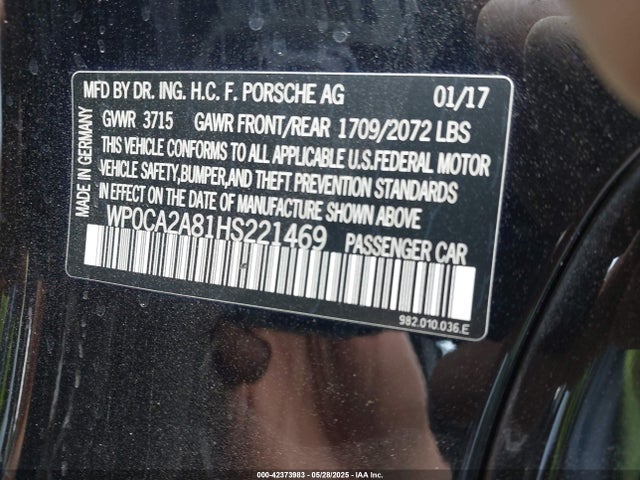 MFD BY DR. ING. H.C. F. PORSCHE AG 01/17
GVWR 3715 GAWR FRONT/REAR 1709/2072 LBS
THIS VEHICLE CONFORMS TO ALL APPLICABLE U.S.FEDERAL MOTOR
VEHICLE SAFETY,BUMPER,AND THEFT PREVENTION STANDARDS
IN EFFECT ON THE DATE OF MANUFACTURE SHOWN ABOVE
WP0CA2A81HS221469 PASSENGER CAR
MADE IN GERMANY
982.010.036.E
000-42373983 | 05/28/2025 | IAA Inc.